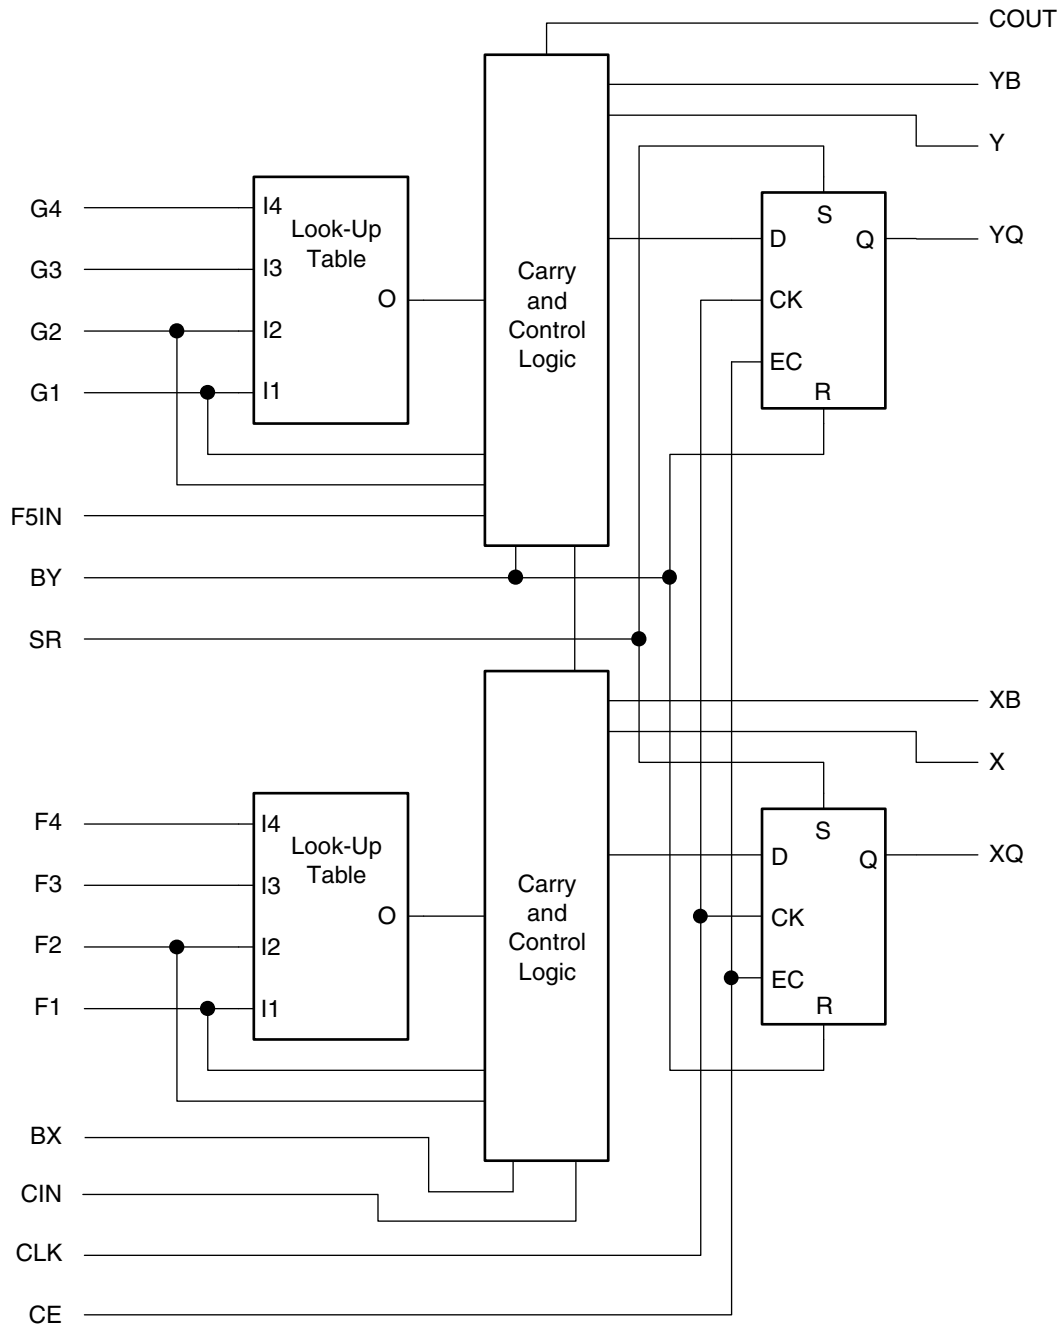 COUT
YB
Y
G4
G3
G2
G1
I4
I3
I2
I1
Look-Up
Table
O
Carry
and
Control
Logic
S
D
Q
CK
EC
R
YQ
F5IN
BY
SR
XB
X
F4
F3
F2
F1
I4
I3
I2
I1
Look-Up
Table
O
Carry
and
Control
Logic
S
D
Q
CK
EC
R
XQ
BX
CIN
CLK
CE